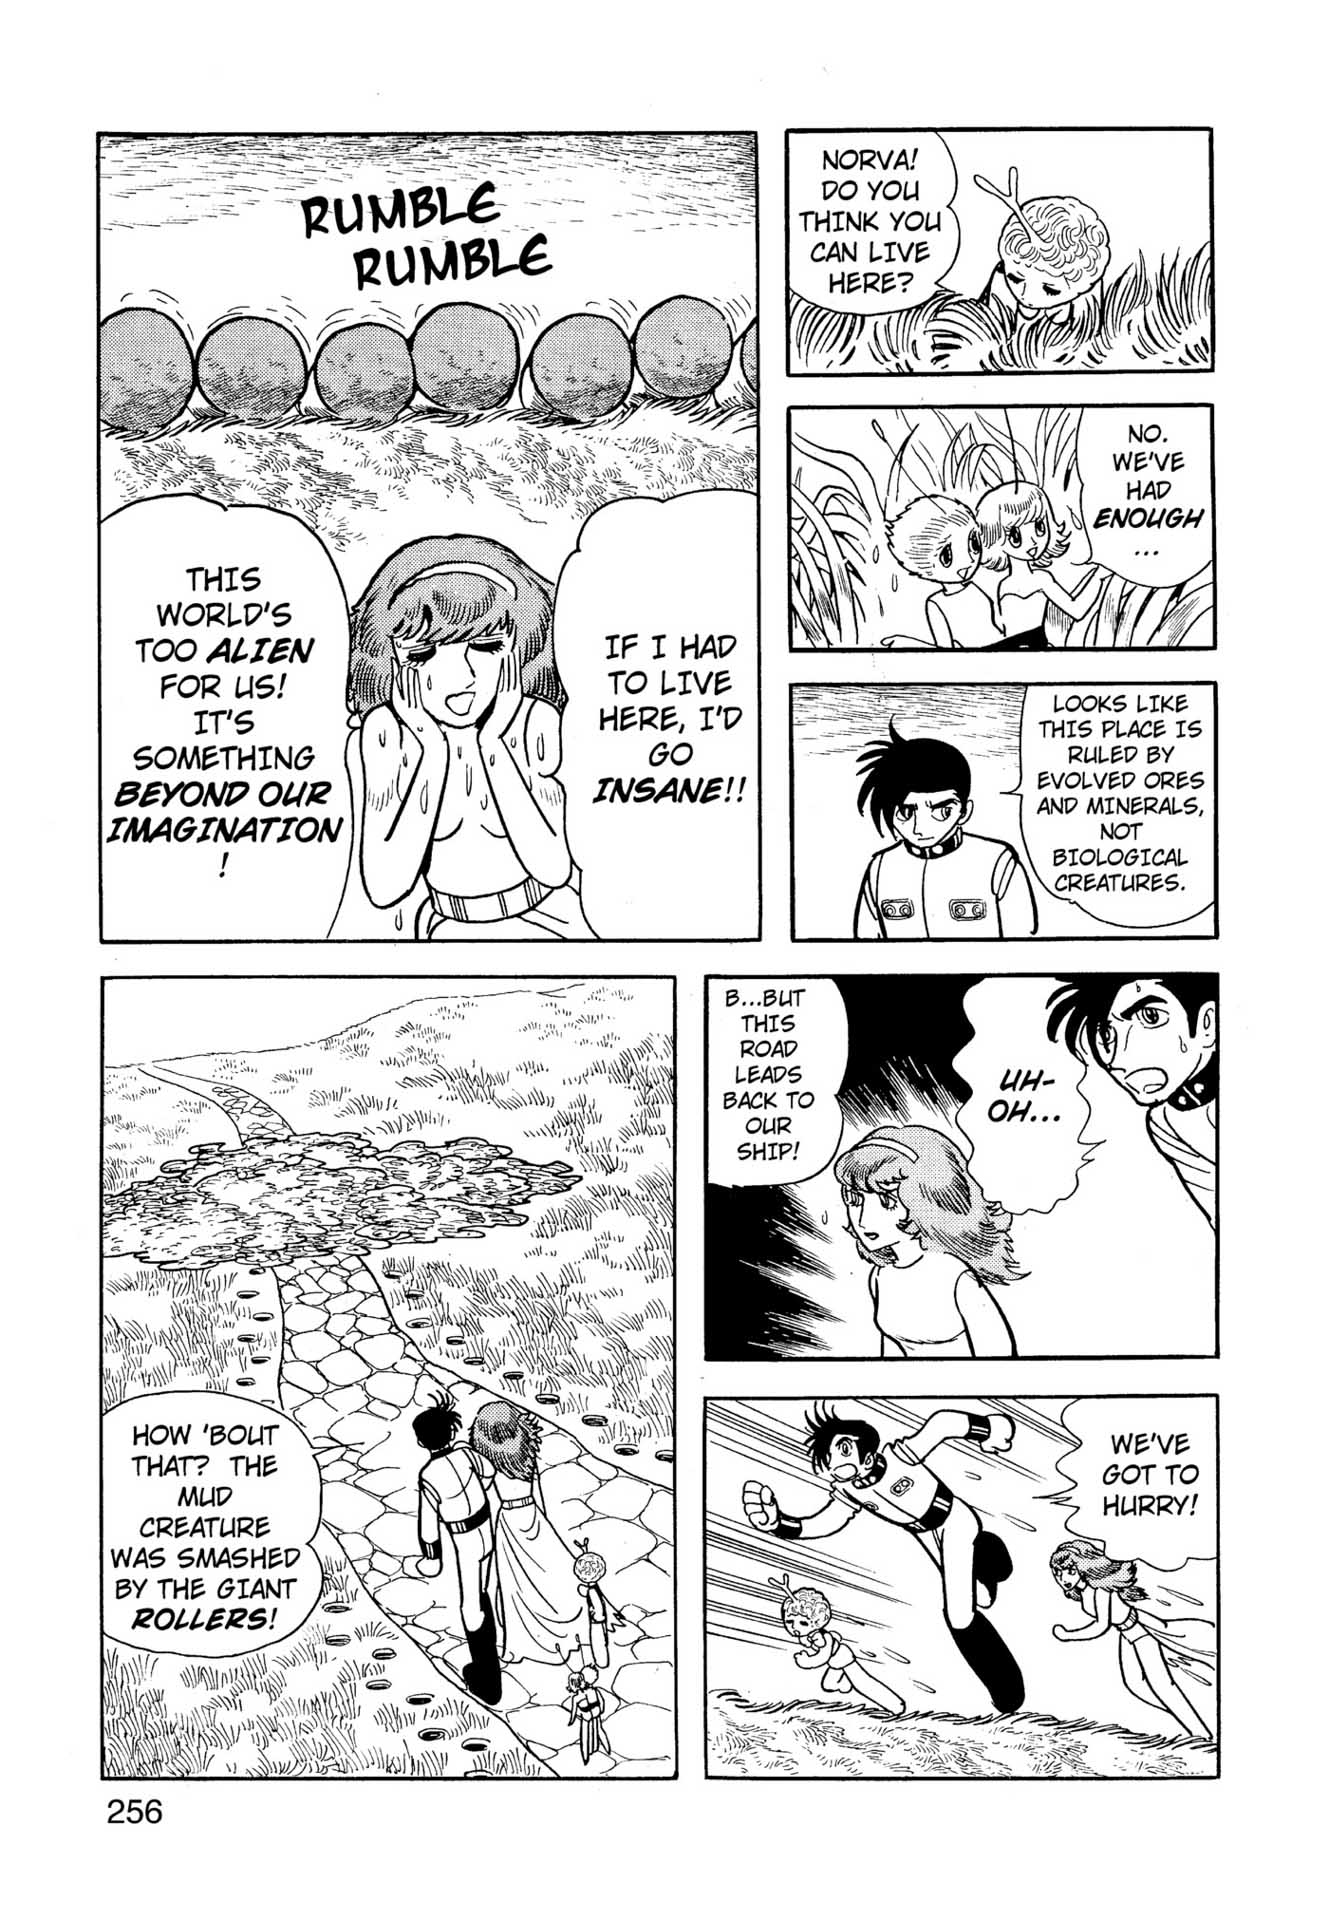 NORVA!
DO YOU
THINK YOU
CAN LIVE
HERE?
NO.
WE'VE
HAD
ENOUGH
...
LOOKS LIKE
THIS PLACE IS
RULED BY
EVOLVED ORES
AND MINERALS,
NOT
BIOLOGICAL
CREATURES.
RUMBLE
RUMBLE
IF I HAD
TO LIVE
HERE, I'D
GO
INSANE!!
THIS
WORLD'S
TOO ALIEN
FOR US!
IT'S
SOMETHING
BEYOND OUR
IMAGINATION
!
UH-
OH...
B...BUT
THIS
ROAD
LEADS
BACK TO
OUR
SHIP!
WE'VE
GOT TO
HURRY!
HOW 'BOUT
THAT? THE
MUD
CREATURE
WAS SMASHED
BY THE GIANT
ROLLERS!
256